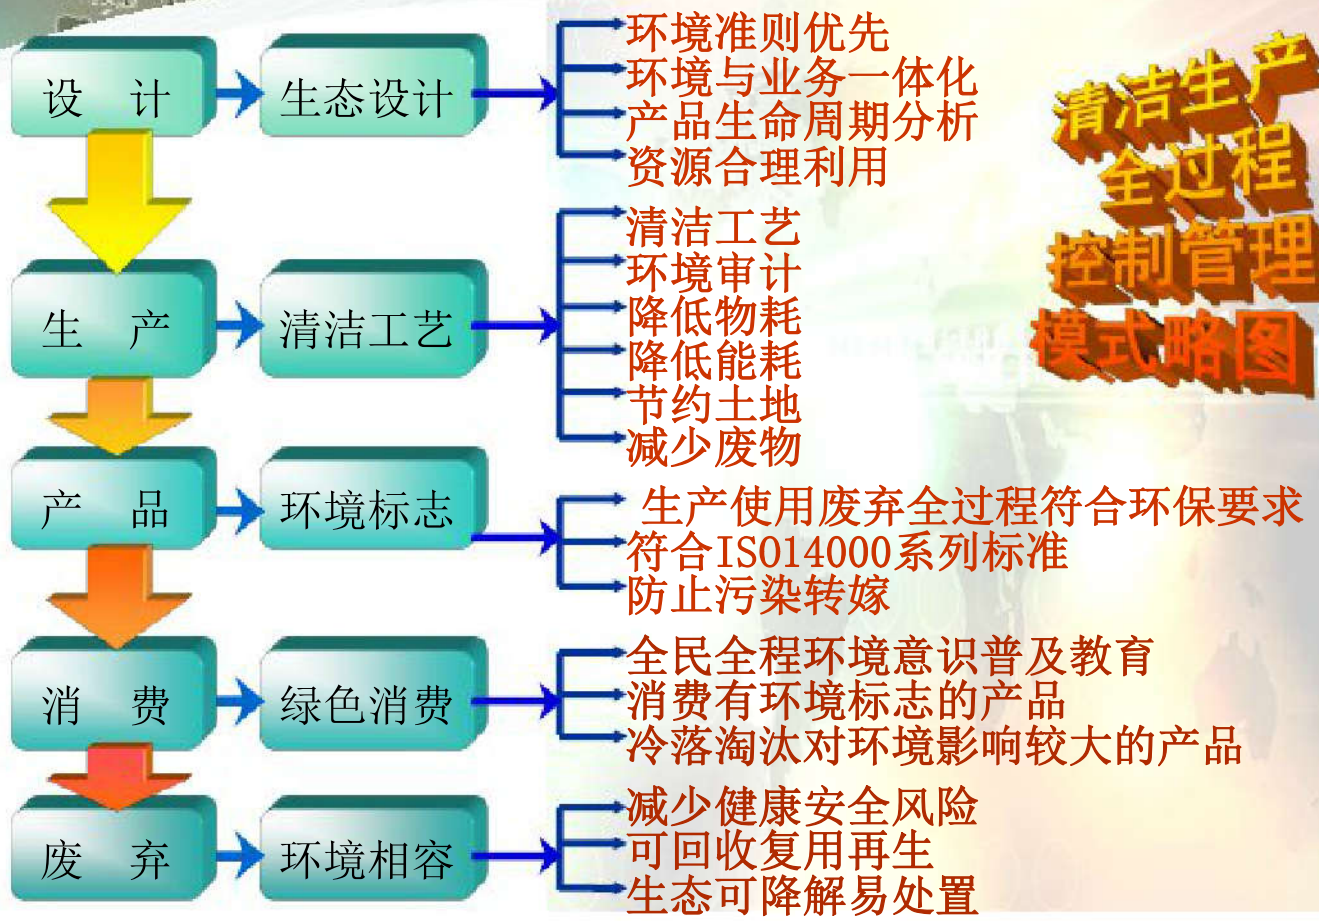 清洁生产
全过程
控制管理
模式略图
设 计
生态设计
环境准则优先
环境与业务一体化
产品生命周期分析
资源合理利用
生 产
清洁工艺
清洁工艺
环境审计
降低物耗
降低能耗
节约土地
减少废物
产 品
环境标志
生产使用废弃全过程符合环保要求
符合ISO14000系列标准
防止污染转嫁
消 费
绿色消费
全民全程环境意识普及教育
消费有环境标志的产品
冷落淘汰对环境影响较大的产品
废 弃
环境相容
减少健康安全风险
可回收复用再生
生态可降解易处置